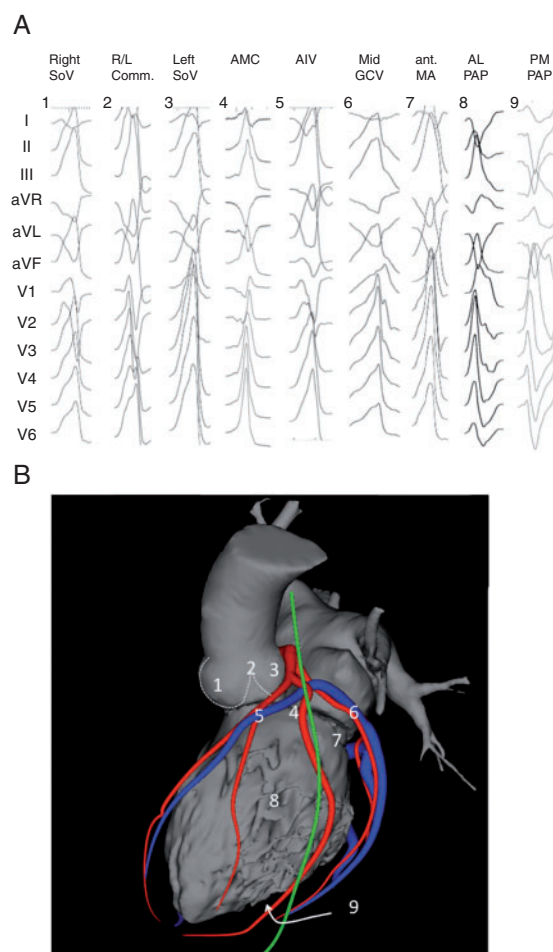 A
Right R/L Left AMC AIV Mid ant. AL PM
SoV Comm. SoV GCV MA PAP PAP
1 2 3 4 5 6 7 8 9
I
II
III
aVR
aVL
aVF
V1
V2
V3
V4
V5
V6
B
1 2 3
5 4 6
7
8
9